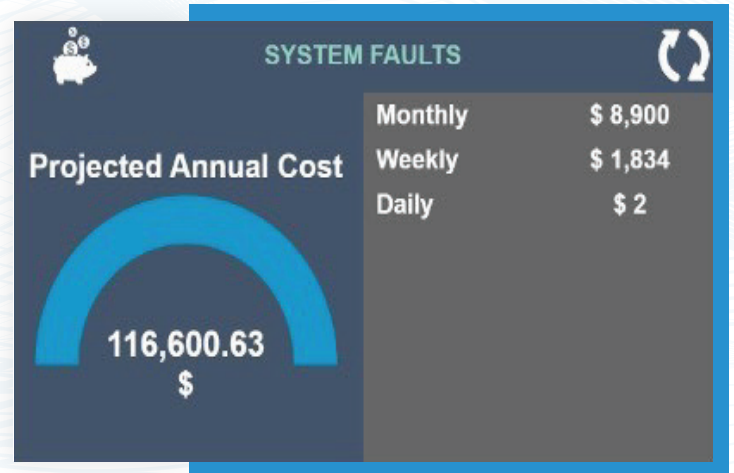 SYSTEM FAULTS
Projected Annual Cost
116,600.63
$
Monthly $ 8,900
Weekly $ 1,834
Daily $ 2